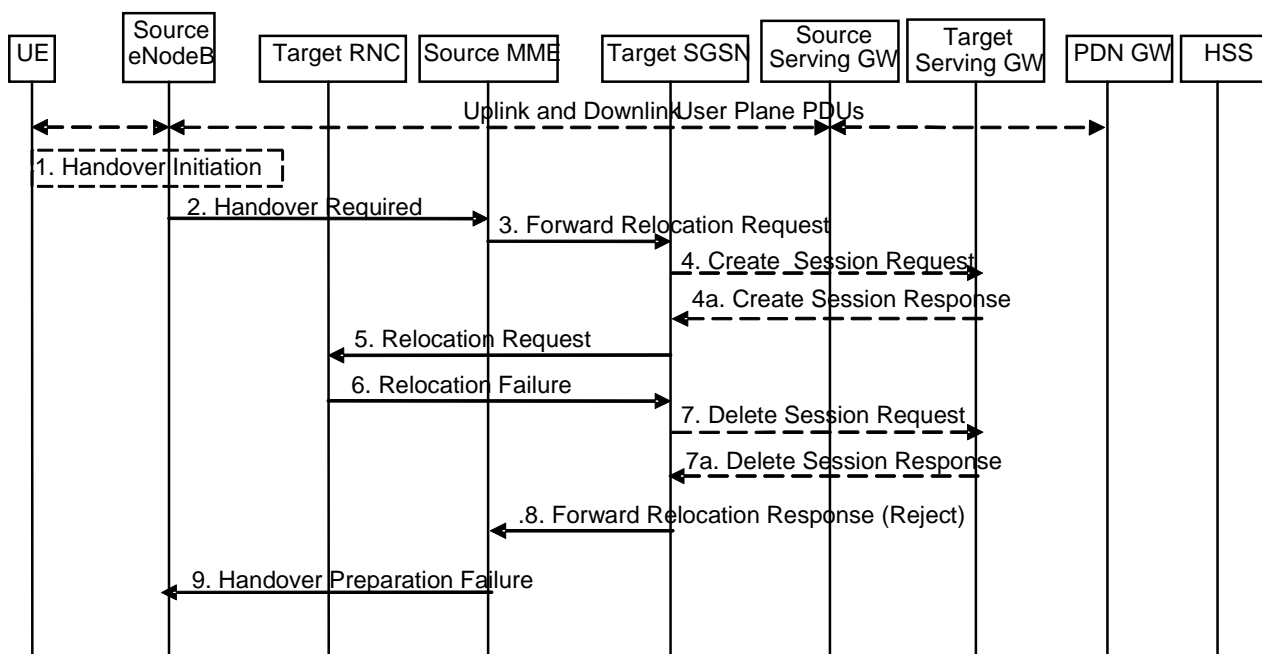 UE
Source
eNodeB
Target RNC
Source MME
Target SGSN
Source
Serving GW
Target
Serving GW
PDN GW
HSS
Uplink and Downlink User Plane PDUs
1. Handover Initiation
2. Handover Required
3. Forward Relocation Request
4. Create Session Request
4a. Create Session Response
5. Relocation Request
6. Relocation Failure
7. Delete Session Request
7a. Delete Session Response
.8. Forward Relocation Response (Reject)
9. Handover Preparation Failure